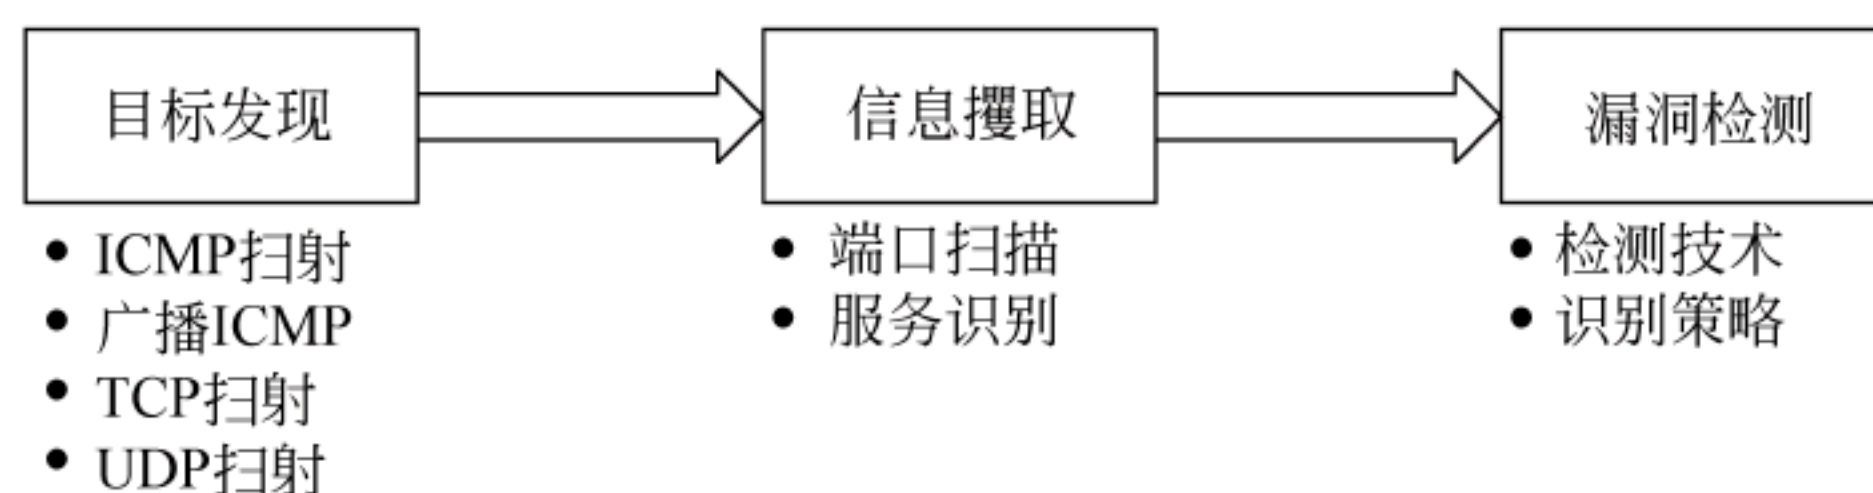 目标发现
信息攫取
漏洞检测
• ICMP扫射
• 广播ICMP
• TCP扫射
• UDP扫射
• 端口扫描
• 服务识别
• 检测技术
• 识别策略